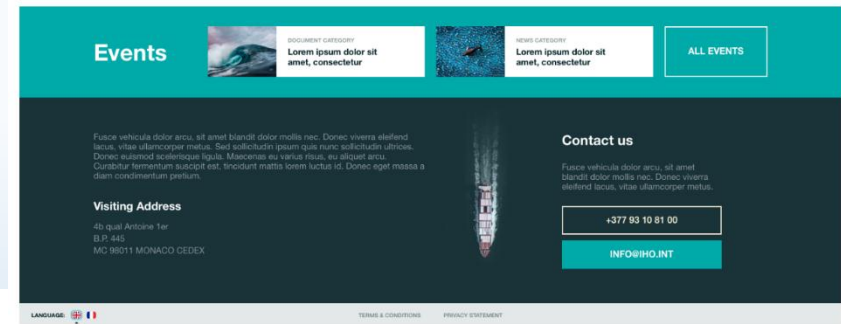 Events
DOCUMENT CATEGORY
Lorem ipsum dolor sit
amet, consectetur
NEWS CATEGORY
Lorem ipsum dolor sit
amet, consectetur
ALL EVENTS
Fusce vehicula dolor arcu, sit amet blandit dolor mollis nec. Donec viverra eleifend
lacus, vitae ullamcorper metus. Sed sollicitudin ipsum quis nunc sollicitudin ultrices.
Donec euismod scelerisque ligula. Maecenas eu varius risus, eu aliquet arcu.
Curabitur fermentum suscipit est, tincidunt mattis lorem luctus id. Donec eget massa a
diam condimentum pretium.
Visiting Address
4b quai Antoine 1er
B.P. 445
MC 98011 MONACO CEDEX
Contact us
Fusce vehicula dolor arcu, sit amet
blandit dolor mollis nec. Donec viverra
eleifend lacus, vitae ullamcorper metus.
+377 93 10 81 00
INFO@IHO.INT
LANGUAGE:
TERMS & CONDITIONS
PRIVACY STATEMENT